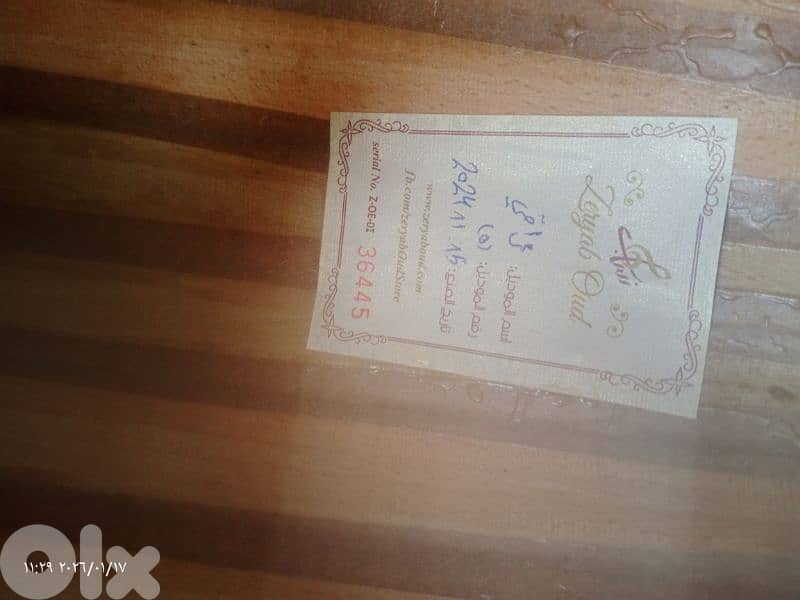 Zeryab Oud
زرياب
اسم الموديل: عراقي
رقم الموديل: (٥)
تاريخ الصنع: 2024 11 15
www.zeryaboud.com
fb.com/zeryabOudStore
serial No. Z-OE-01 36445
OLX
١١:٢٩ ٢٠٢٦/٠١/١٧